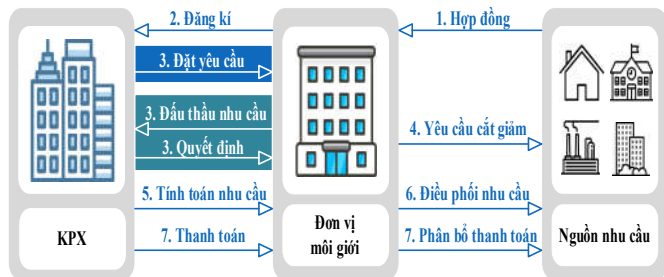 2. Đăng kí
1. Hợp đồng
3. Đặt yêu cầu
3. Đấu thầu nhu cầu
3. Quyết định
4. Yêu cầu cắt giảm
5. Tính toán nhu cầu
6. Điều phối nhu cầu
7. Thanh toán
7. Phân bổ thanh toán
KPX
Đơn vị
môi giới
Nguồn nhu cầu